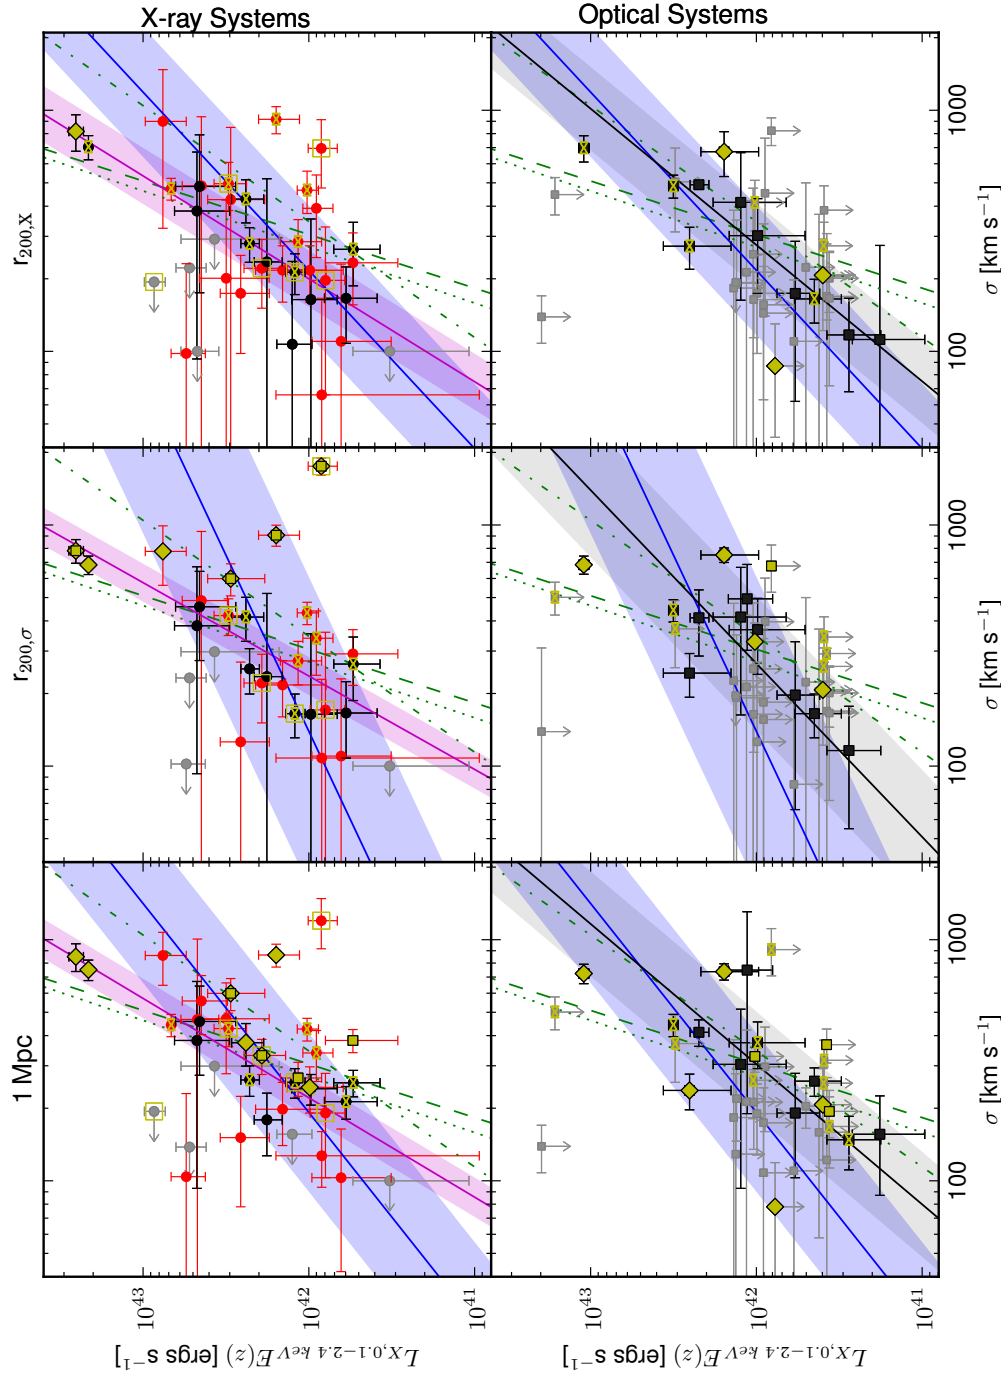 X-ray Systems
Optical Systems
r200,X
1000
100
σ [km s−1]
r200,σ
1000
100
σ [km s−1]
1 Mpc
1000
100
σ [km s−1]
10^43
10^42
10^43
10^42
10^41
10^41
L_X,0.1−2.4 keV E(z) [ergs s−1]
L_X,0.1−2.4 keV E(z) [ergs s−1]